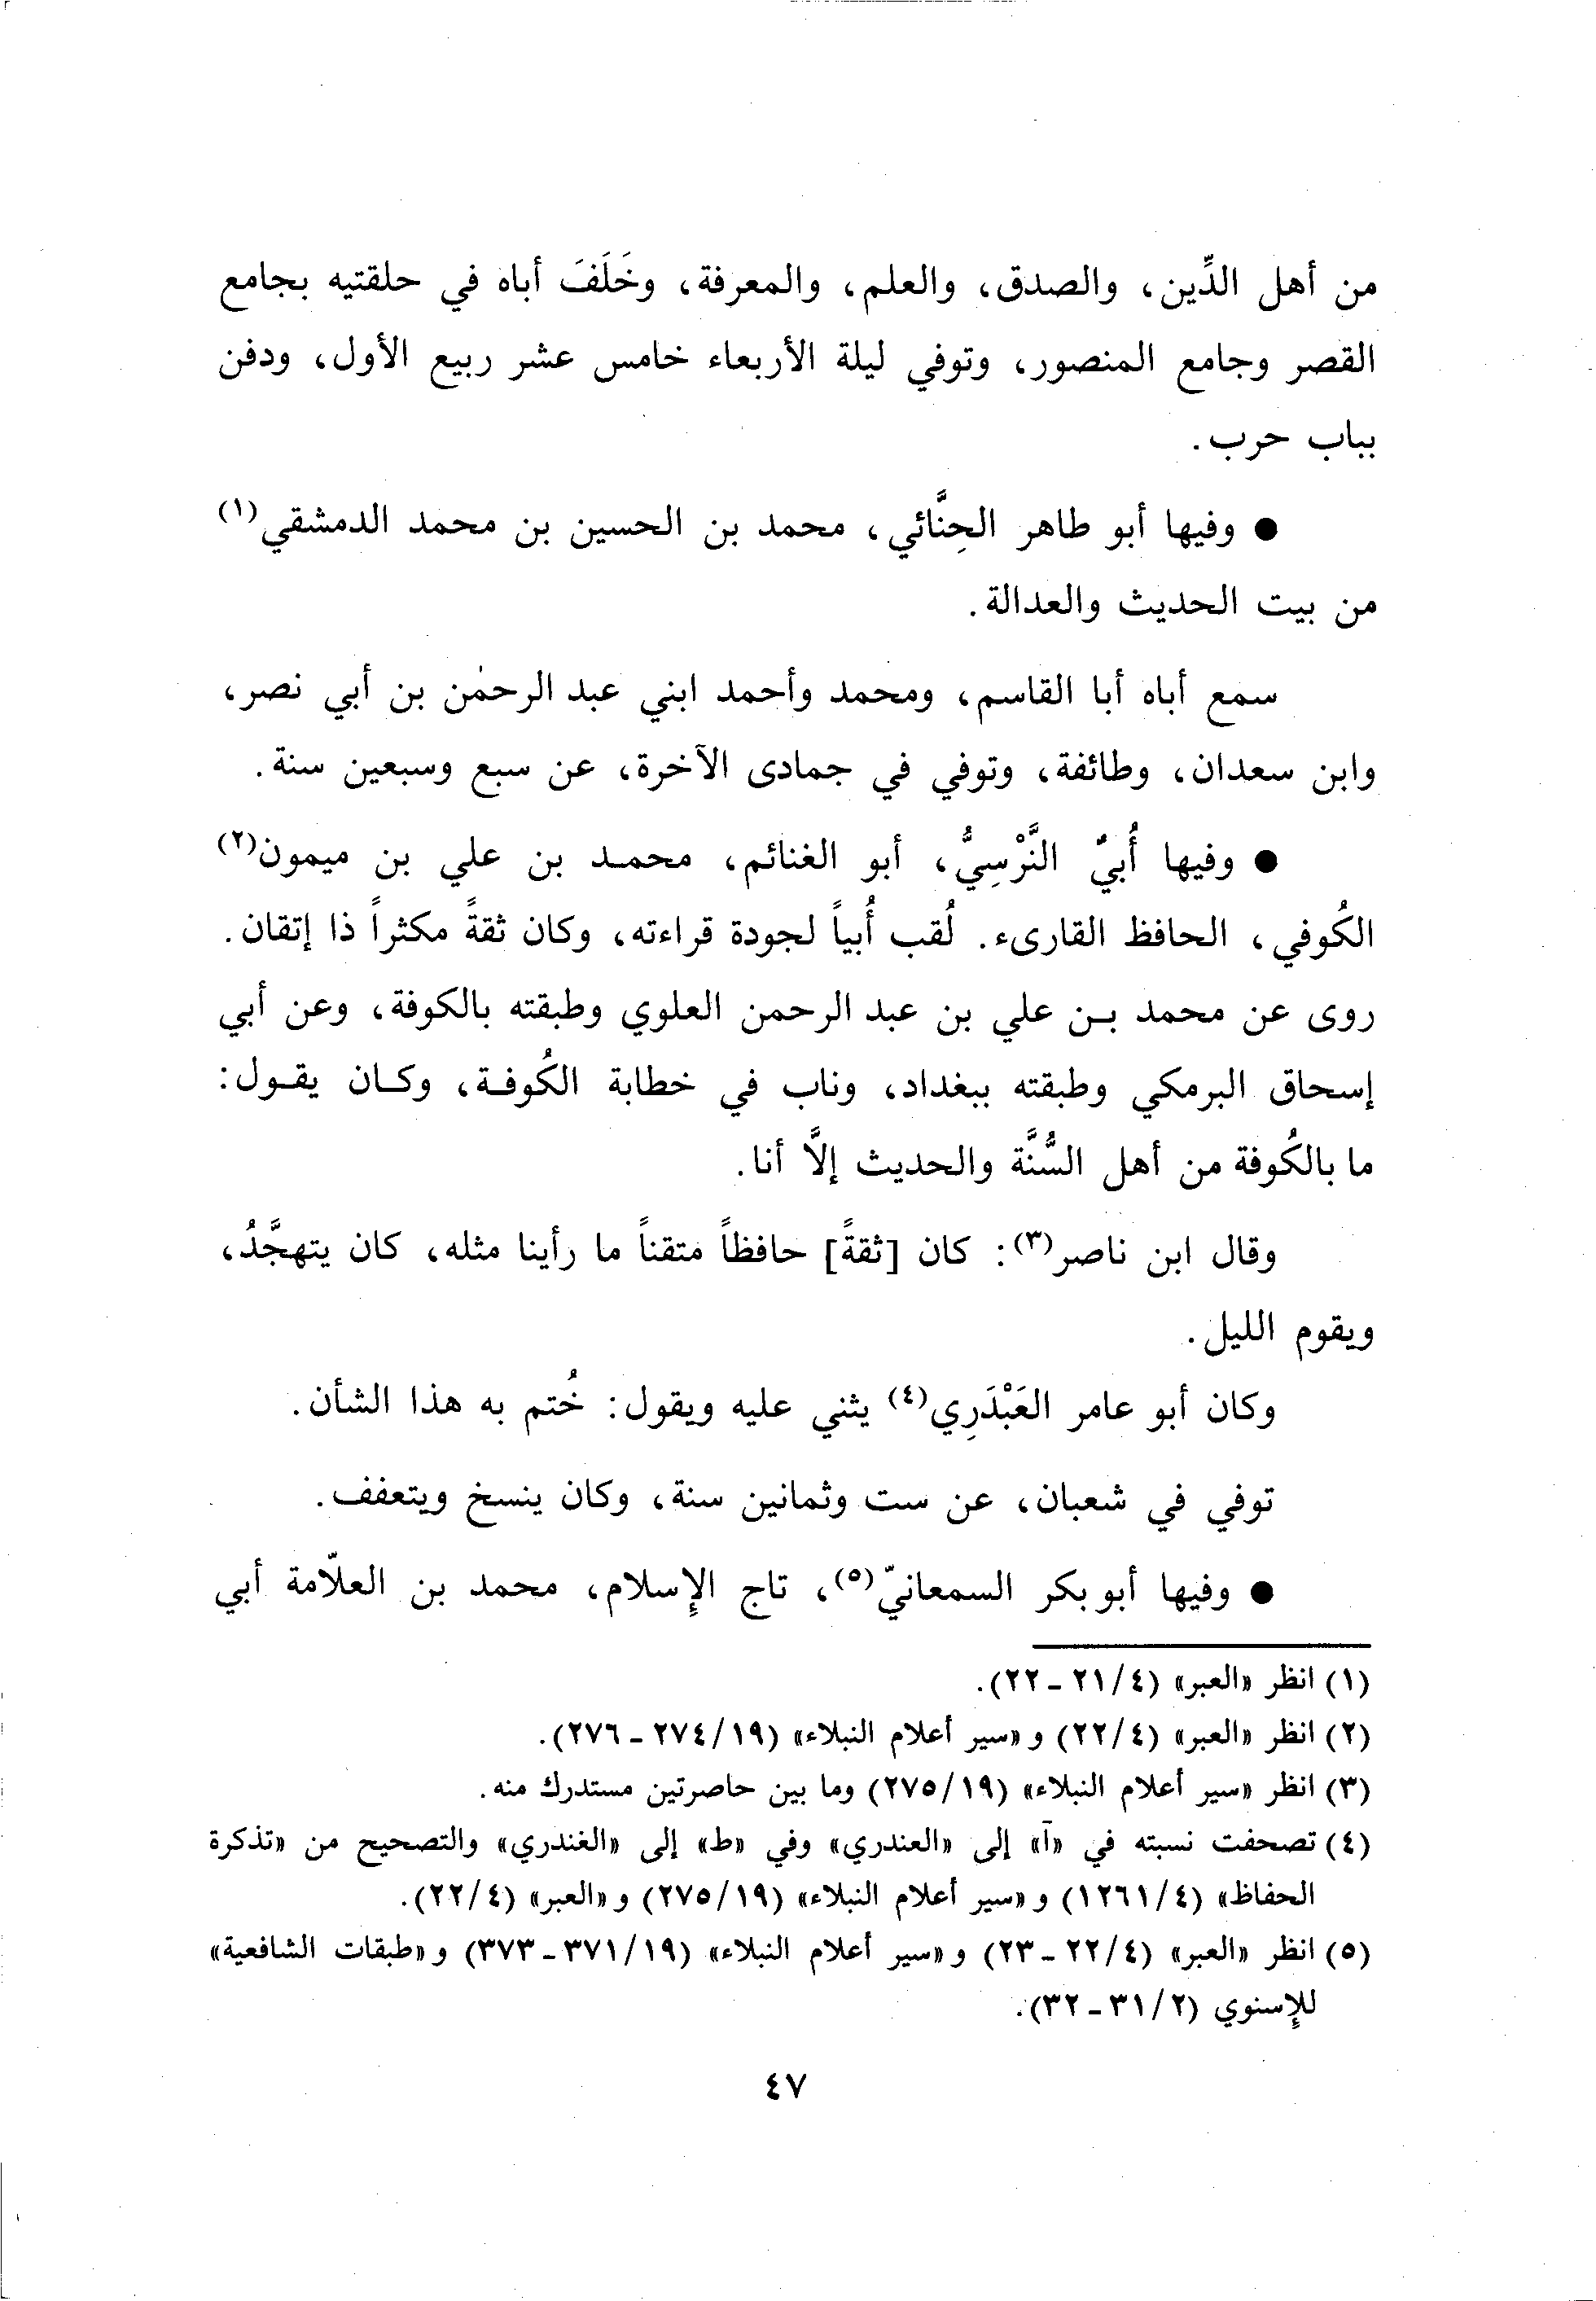 من أهل الدِّين، والصدق، والعلم، والمعرفة، وخَلَفَ أباه في حلقتيه بجامع
القصر وجامع المنصور، وتوفي ليلة الأربعاء خامس عشر ربيع الأول، ودفن
بباب حرب.
● وفيها أبو طاهر الحِنَّائي، محمد بن الحسين بن محمد الدمشقي(١)
من بيت الحديث والعدالة.
سمع أباه أبا القاسم، ومحمد وأحمد ابني عبد الرحمٰن بن أبي نصر،
وابن سعدان، وطائفة، وتوفي في جمادى الآخرة، عن سبع وسبعين سنة.
● وفيها أُبيٌ النَّرْسِيُّ، أبو الغنائم، محمد بن علي بن ميمون(٢)
الكُوفي، الحافظ القارىء. لُقب أُبياً لجودة قراءته، وكان ثقةً مكثراً ذا إتقان.
روى عن محمد بن علي بن عبد الرحمن العلوي وطبقته بالكوفة، وعن أبي
إسحاق البرمكي وطبقته ببغداد، وناب في خطابة الكُوفة، وكان يقول:
ما بالكُوفة من أهل السُّنَّة والحديث إلاَّ أنا.
وقال ابن ناصر(٣): كان [ثقةً] حافظاً متقناً ما رأينا مثله، كان يتهجَّدُ،
ويقوم الليل.
وكان أبو عامر العَبْدَرِي(٤) يثني عليه ويقول: خُتم به هذا الشأن.
توفي في شعبان، عن ست وثمانين سنة، وكان ينسخ ويتعفف.
● وفيها أبو بكر السمعانيّ(٥)، تاج الإسلام، محمد بن العلاّمة أبي
(١) انظر «العبر» (٤/ ٢١ - ٢٢).
(٢) انظر «العبر» (٤/ ٢٢) و «سير أعلام النبلاء» (١٩/ ٢٧٤ - ٢٧٦).
(٣) انظر «سير أعلام النبلاء» (١٩/ ٢٧٥) وما بين حاصرتين مستدرك منه.
(٤) تصحفت نسبته في «آ» إلى «العندري» وفي «ط» إلى «الغندري» والتصحيح من «تذكرة
الحفاظ» (٤/ ١٢٦١) و «سير أعلام النبلاء» (١٩/ ٢٧٥) و «العبر» (٤/ ٢٢).
(٥) انظر «العبر» (٤/ ٢٢ - ٢٣) و «سير أعلام النبلاء» (١٩/ ٣٧١ - ٣٧٣) و «طبقات الشافعية»
للإسنوي (٢/ ٣١ - ٣٢).
٤٧